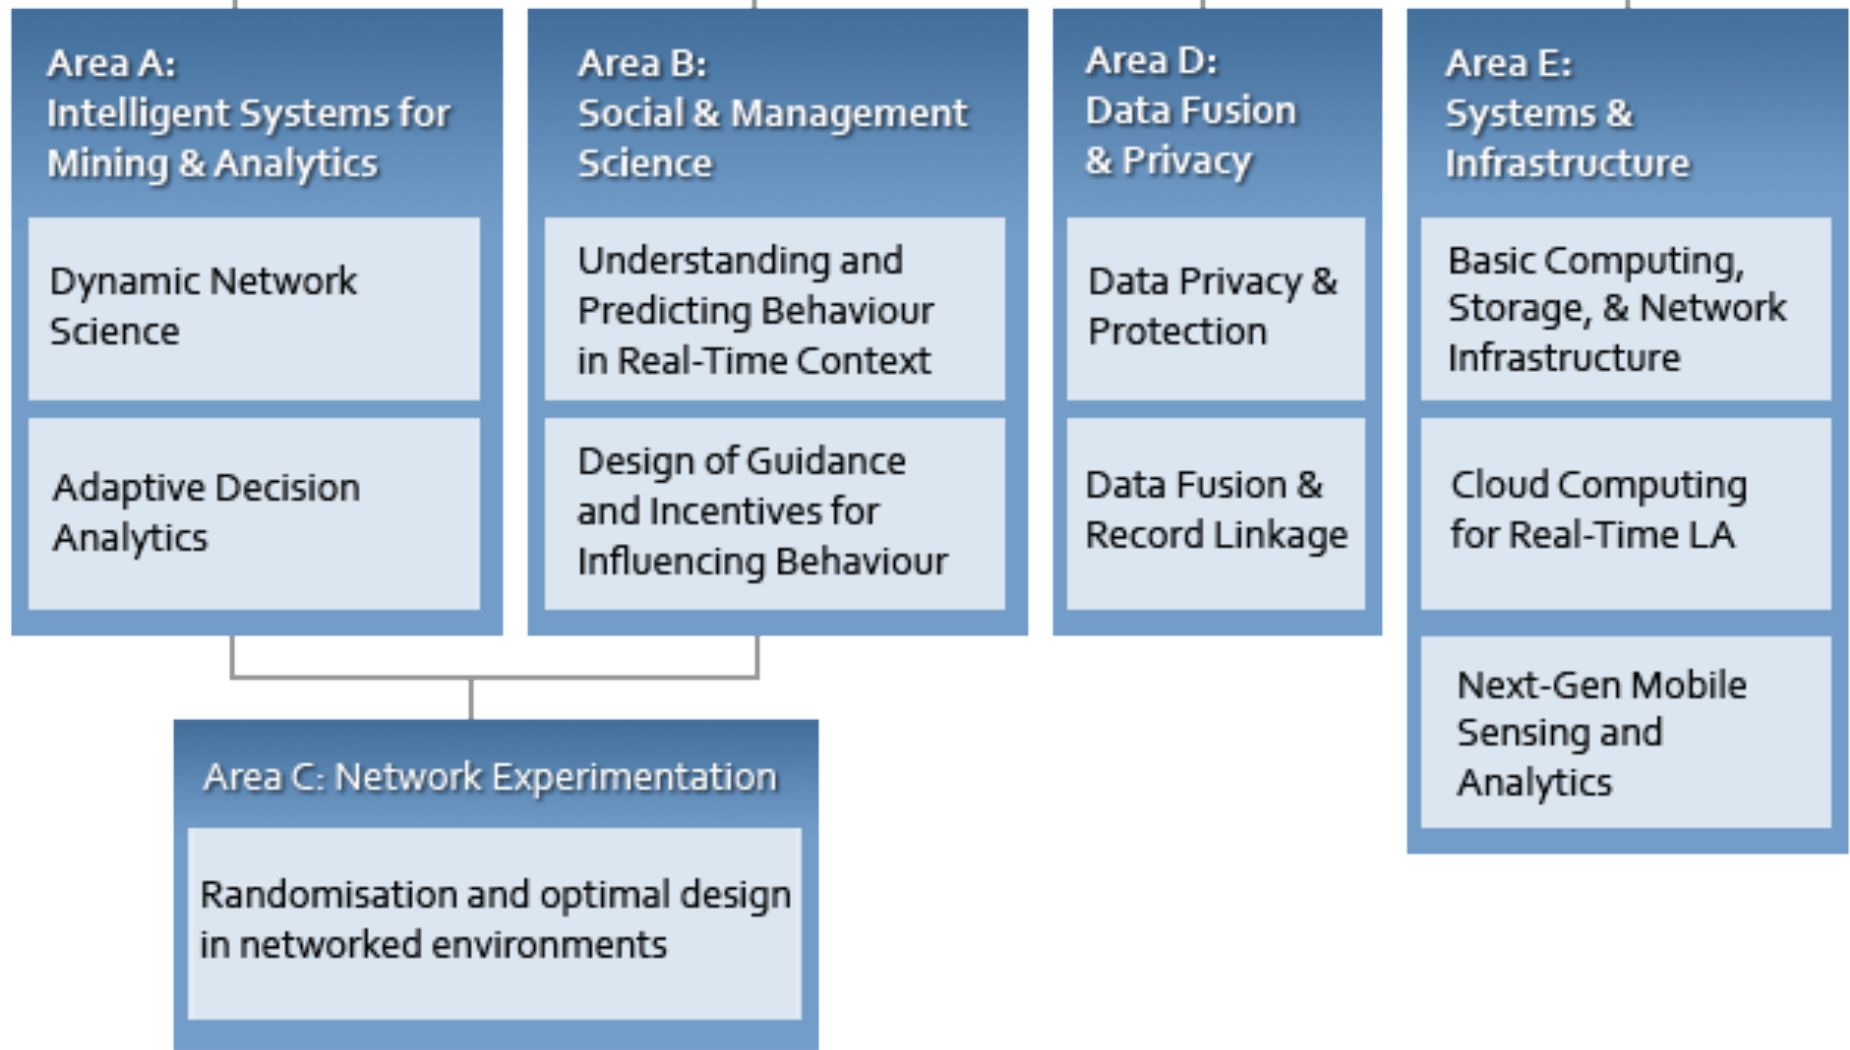 Area A:
Intelligent Systems for
Mining & Analytics
Dynamic Network
Science
Adaptive Decision
Analytics
Area B:
Social & Management
Science
Understanding and
Predicting Behaviour
in Real-Time Context
Design of Guidance
and Incentives for
Influencing Behaviour
Area D:
Data Fusion
& Privacy
Data Privacy &
Protection
Data Fusion &
Record Linkage
Area E:
Systems &
Infrastructure
Basic Computing,
Storage, & Network
Infrastructure
Cloud Computing
for Real-Time LA
Next-Gen Mobile
Sensing and
Analytics
Area C: Network Experimentation
Randomisation and optimal design
in networked environments